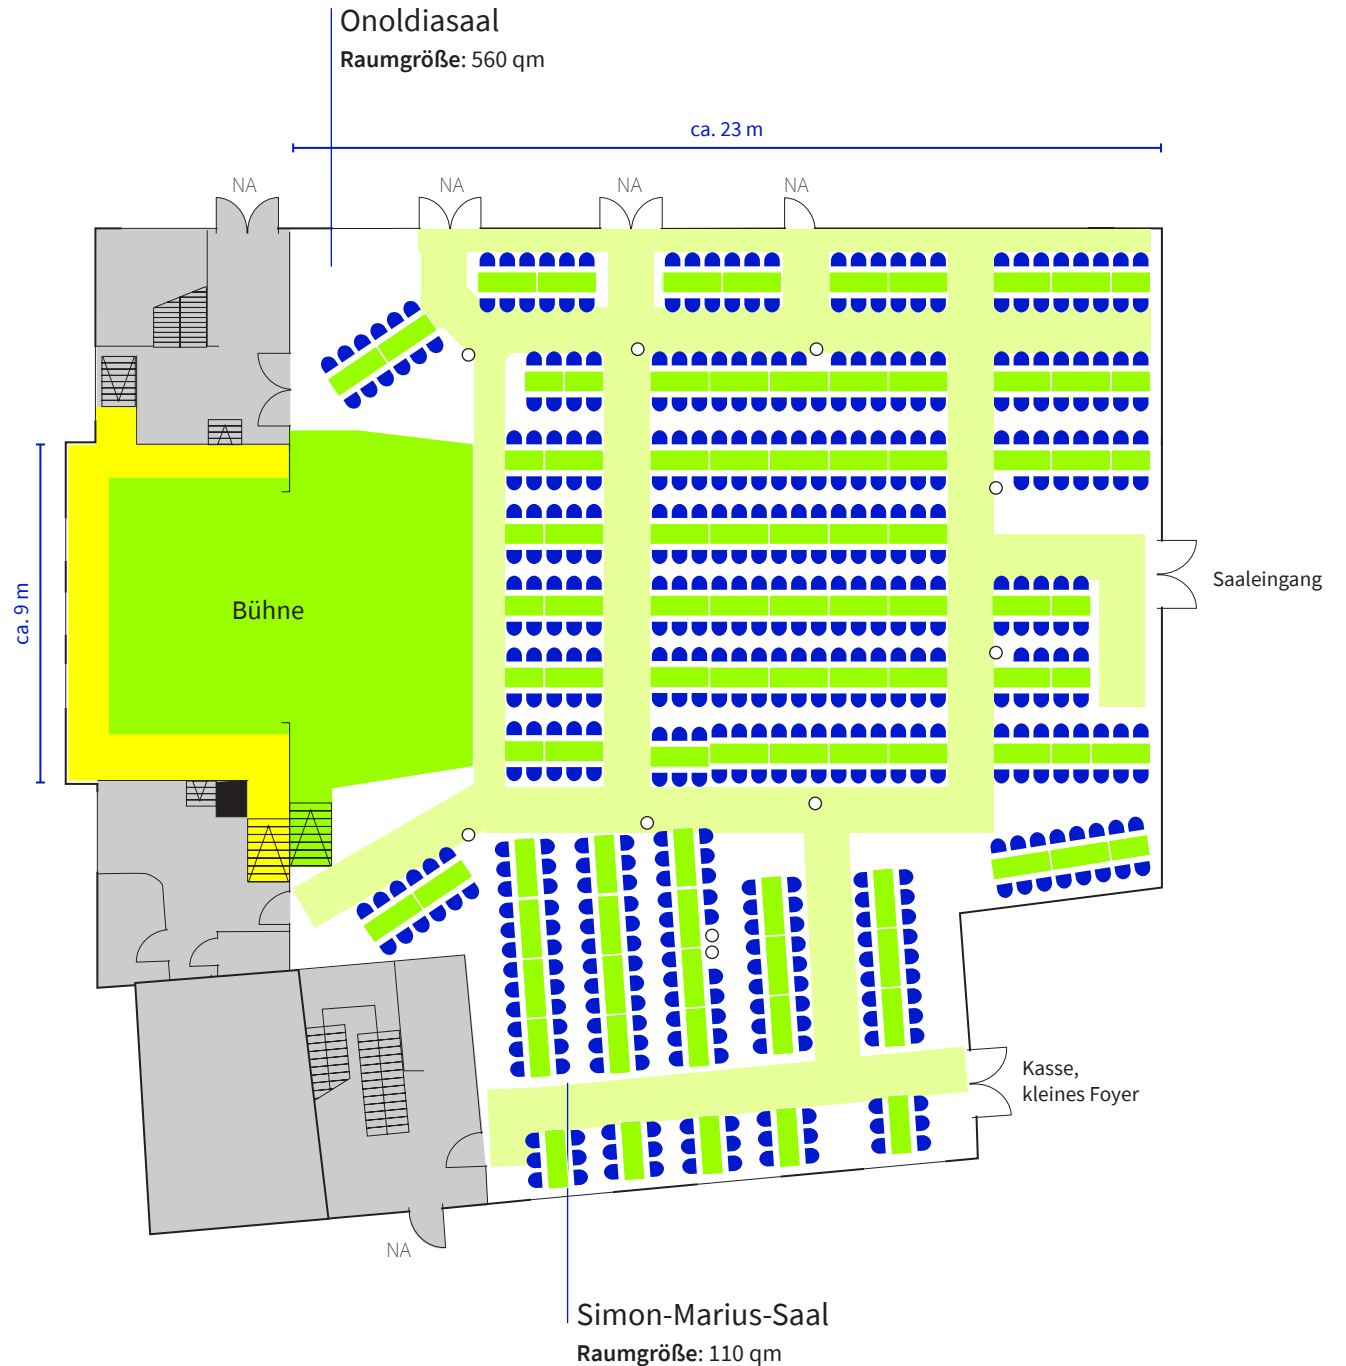 Onoldiasaal
Raumgröße: 560 qm
ca. 23 m
NA
NA
NA
NA
ca. 9 m
Bühne
Saaleingang
Kasse,
kleines Foyer
NA
Simon-Marius-Saal
Raumgröße: 110 qm